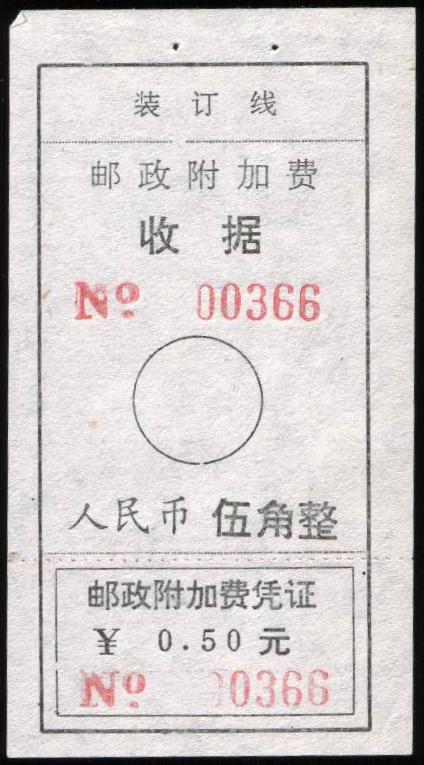 装订线
邮政附加费
收据
Nº 00366
人民币 伍角整
邮政附加费凭证
¥ 0.50元
Nº 00366